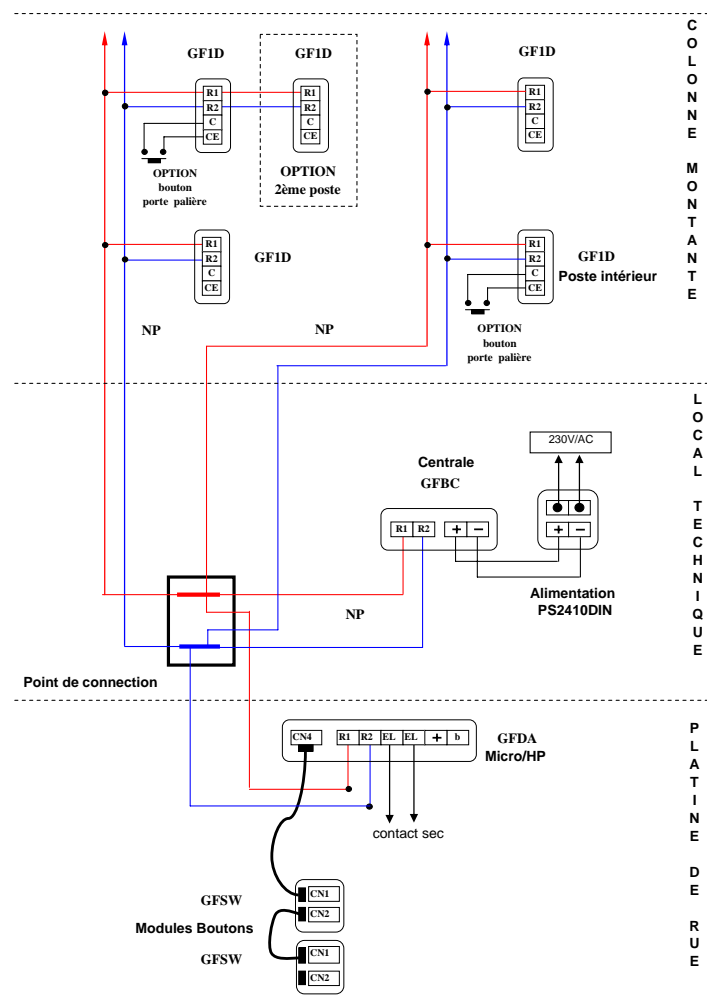 GF1D
GF1D
GF1D
R1
R2
C
CE
R1
R2
C
CE
R1
R2
C
CE
OPTION
bouton
porte palière
OPTION
2ème poste
R1
R2
C
CE
GF1D
R1
R2
C
CE
GF1D
Poste intérieur
OPTION
bouton
porte palière
NP
NP
COLONNE MONTANTE
230V/AC
Centrale
GFBC
R1 R2 + −
+ −
Alimentation
PS2410DIN
NP
Point de connection
LOCAL TECHNIQUE
CN4 R1 R2 EL EL + b
GFDA
Micro/HP
contact sec
GFSW
CN1
CN2
Modules Boutons
GFSW
CN1
CN2
PLATINE DE RUE